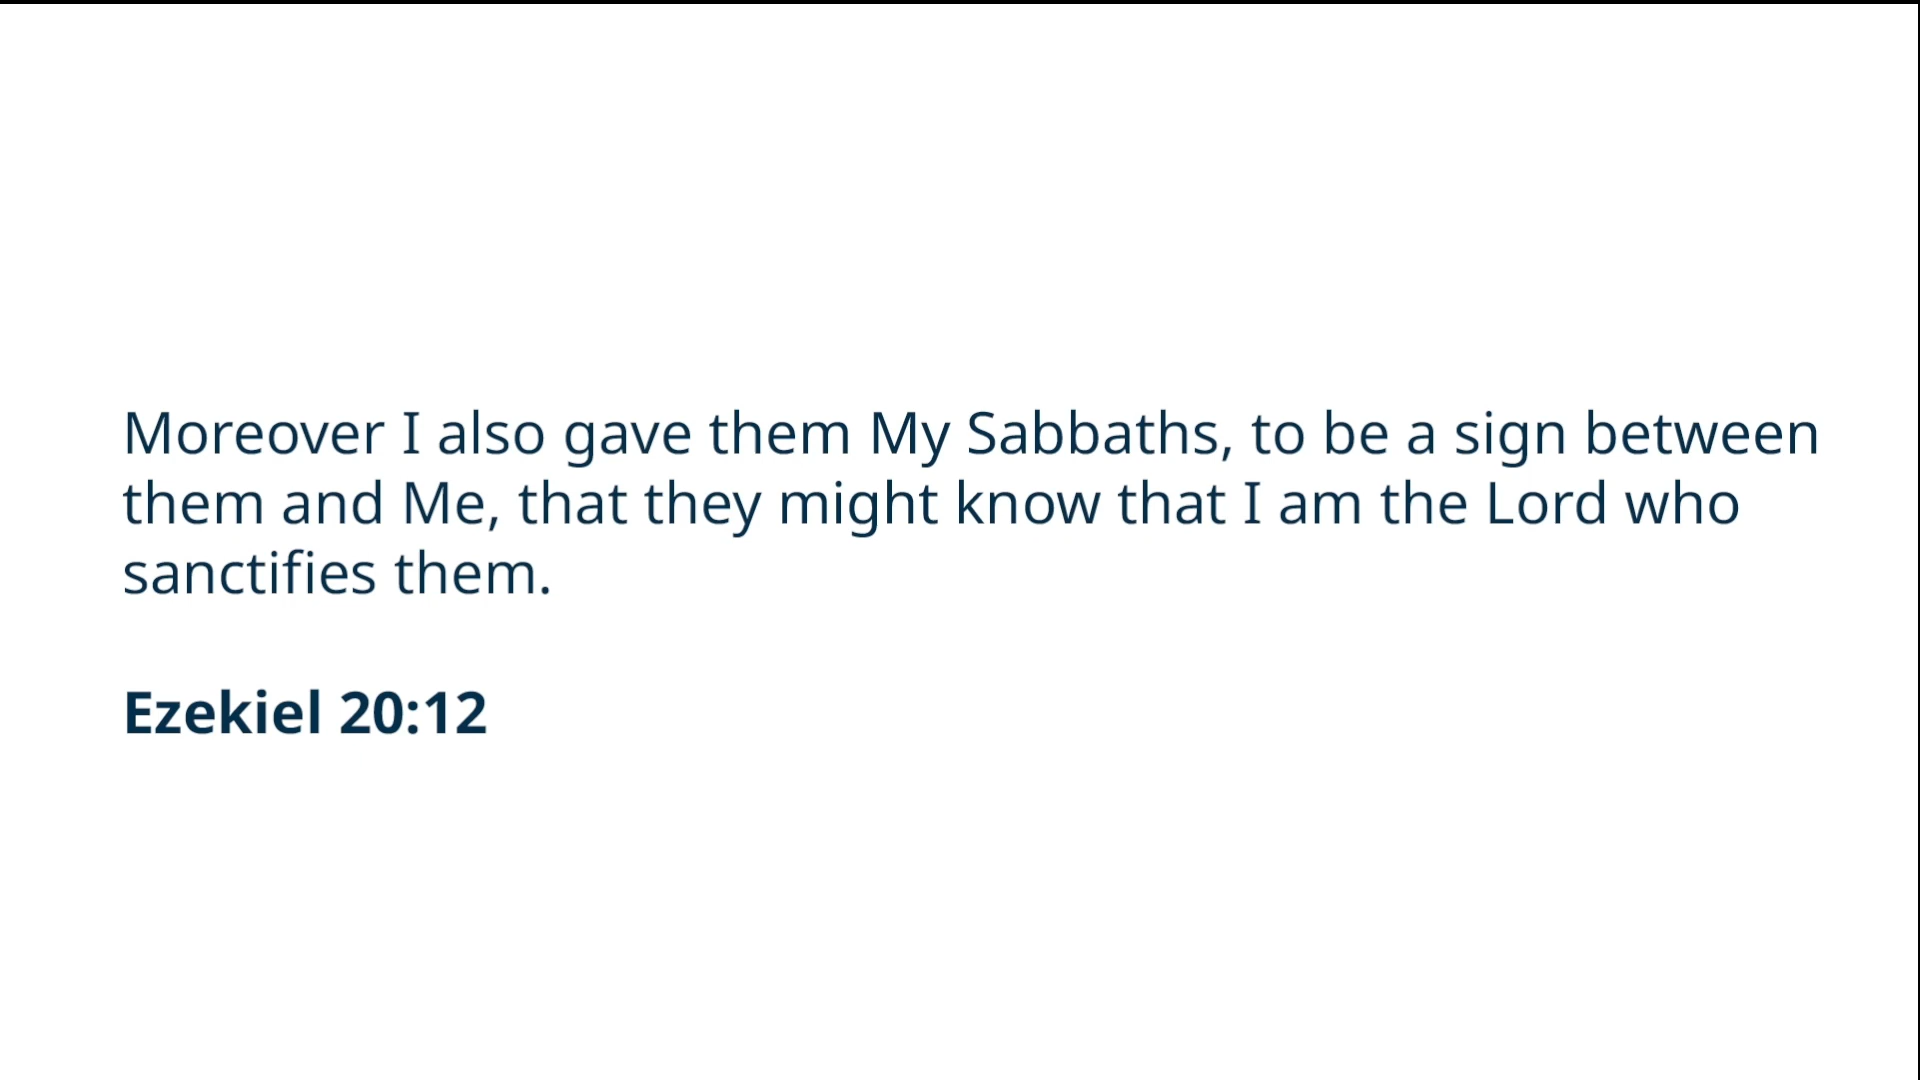 Moreover I also gave them My Sabbaths, to be a sign between
them and Me, that they might know that I am the Lord who
sanctifies them.
Ezekiel 20:12